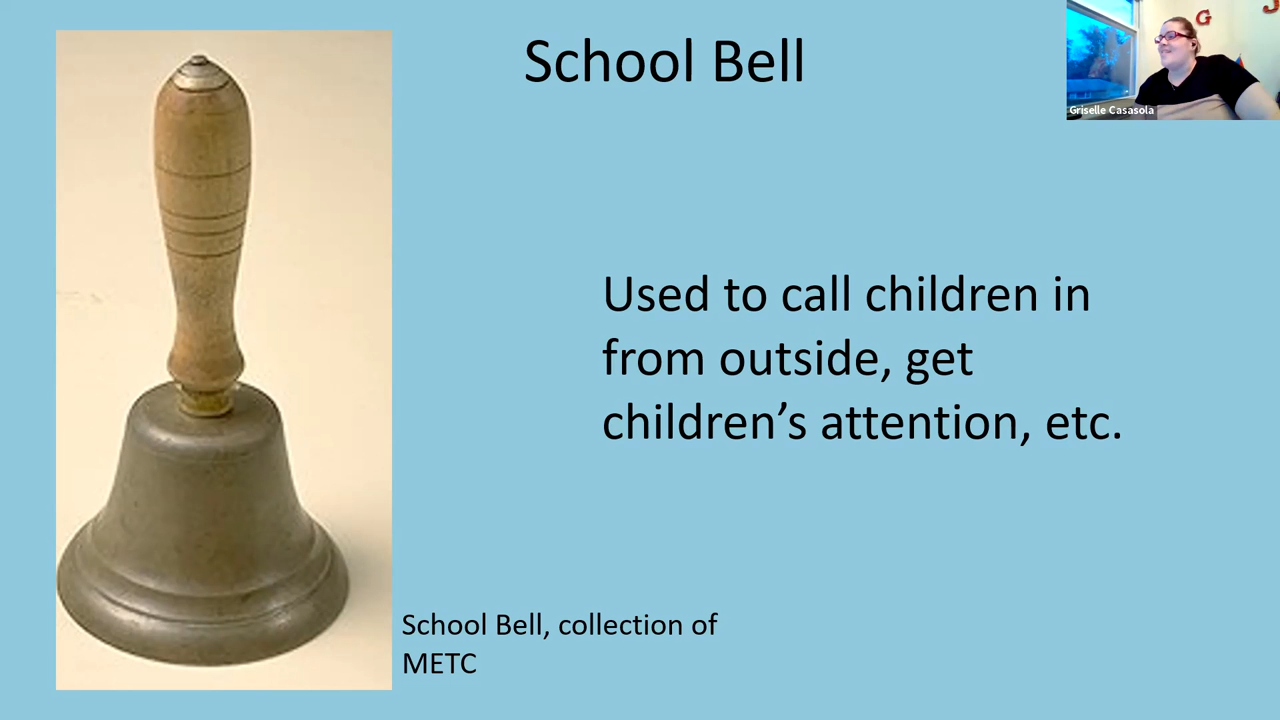 School Bell
G
J
Griselle Casasola
Used to call children in
from outside, get
children’s attention, etc.
School Bell, collection of
METC